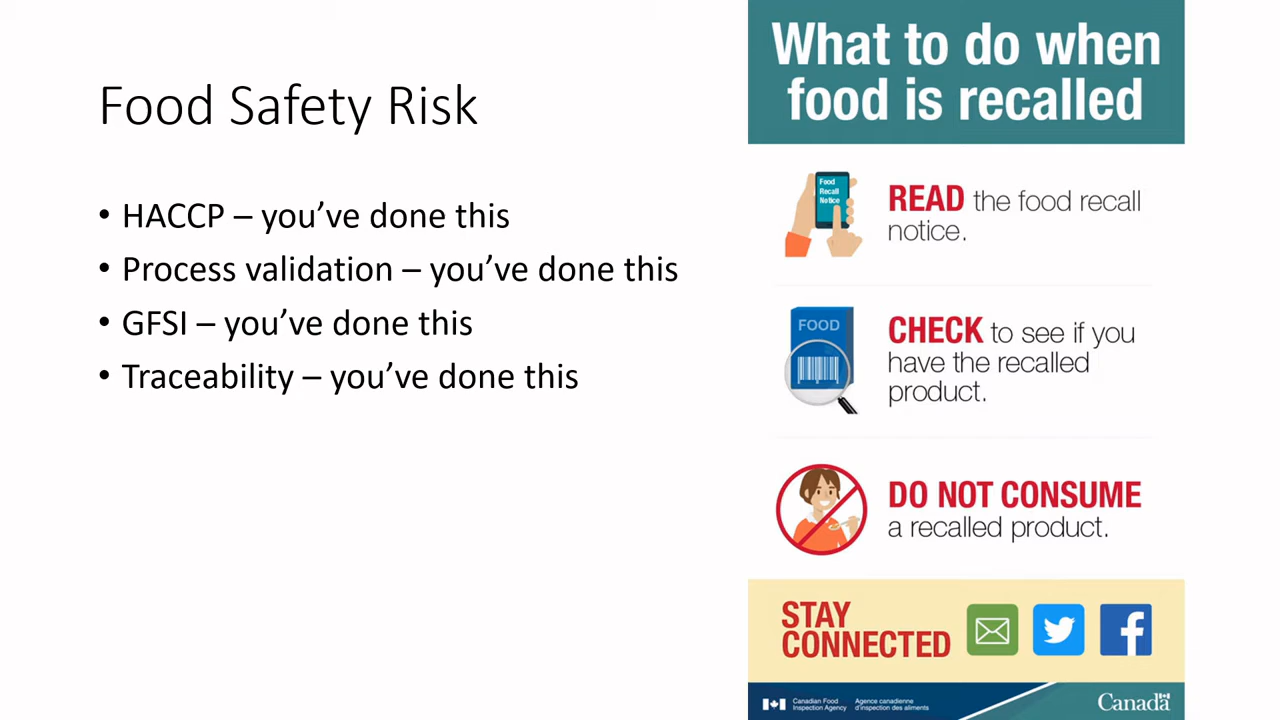 Food Safety Risk
• HACCP – you’ve done this
• Process validation – you’ve done this
• GFSI – you’ve done this
• Traceability – you’ve done this
What to do when
food is recalled
Food
Recall
Notice
READ the food recall
notice.
FOOD
CHECK to see if you
have the recalled
product.
DO NOT CONSUME
a recalled product.
STAY
CONNECTED
Canadian Food
Inspection Agency
Agence canadienne
d’inspection des aliments
Canada